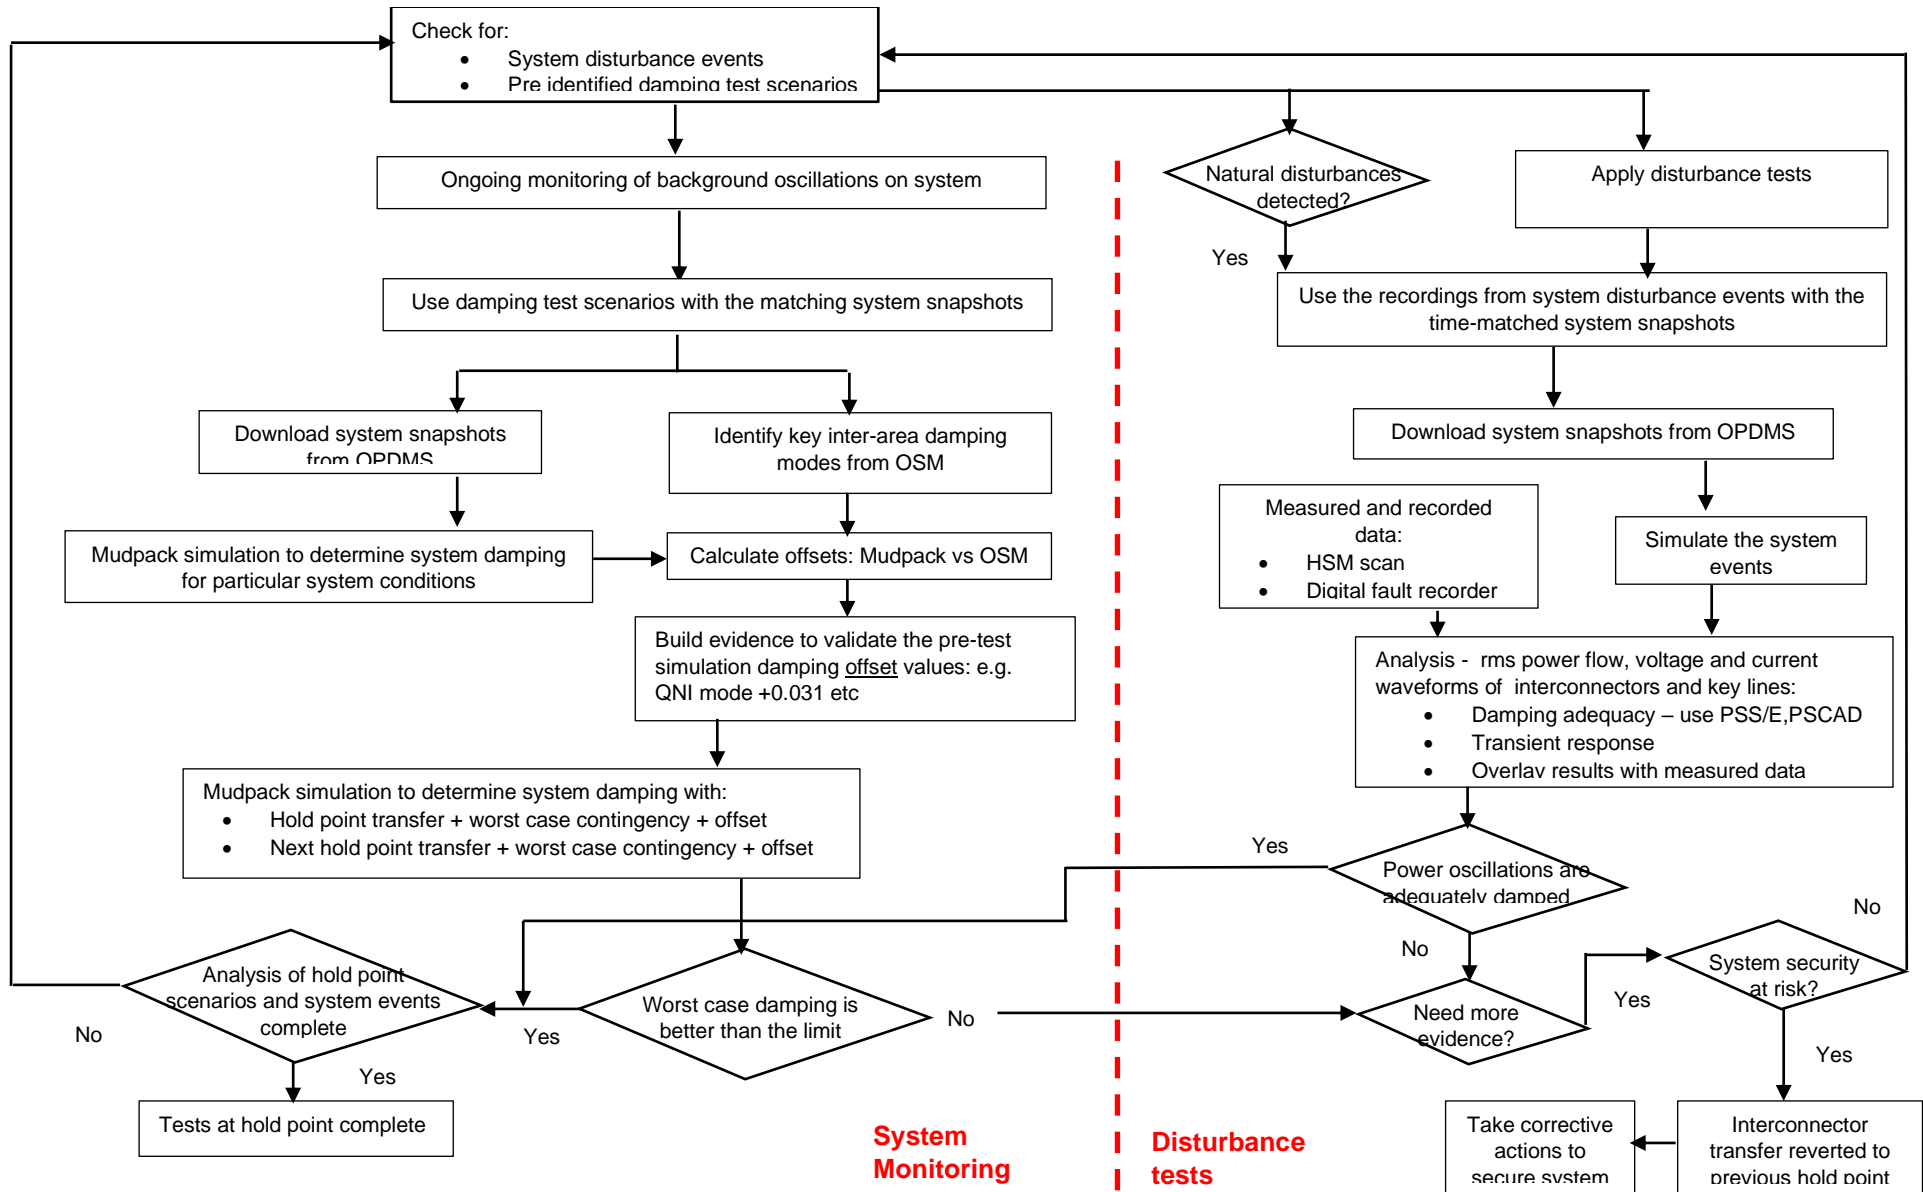 Check for:
• System disturbance events
• Pre identified damping test scenarios
Ongoing monitoring of background oscillations on system
Use damping test scenarios with the matching system snapshots
Download system snapshots
from OPDMS
Identify key inter-area damping
modes from OSM
Mudpack simulation to determine system damping
for particular system conditions
Calculate offsets: Mudpack vs OSM
Build evidence to validate the pre-test
simulation damping offset values: e.g.
QNI mode +0.031 etc
Mudpack simulation to determine system damping with:
• Hold point transfer + worst case contingency + offset
• Next hold point transfer + worst case contingency + offset
Analysis of hold point
scenarios and system events
complete
No
Yes
Tests at hold point complete
Worst case damping is
better than the limit
Yes
No
System
Monitoring
Natural disturbances
detected?
Yes
Apply disturbance tests
Use the recordings from system disturbance events with the
time-matched system snapshots
Download system snapshots from OPDMS
Measured and recorded
data:
• HSM scan
• Digital fault recorder
Simulate the system
events
Analysis - rms power flow, voltage and current
waveforms of interconnectors and key lines:
• Damping adequacy – use PSS/E,PSCAD
• Transient response
• Overlay results with measured data
Yes
Power oscillations are
adequately damped
No
Need more
evidence?
Yes
System security
at risk?
No
Yes
Interconnector
transfer reverted to
previous hold point
Take corrective
actions to
secure system
Disturbance
tests